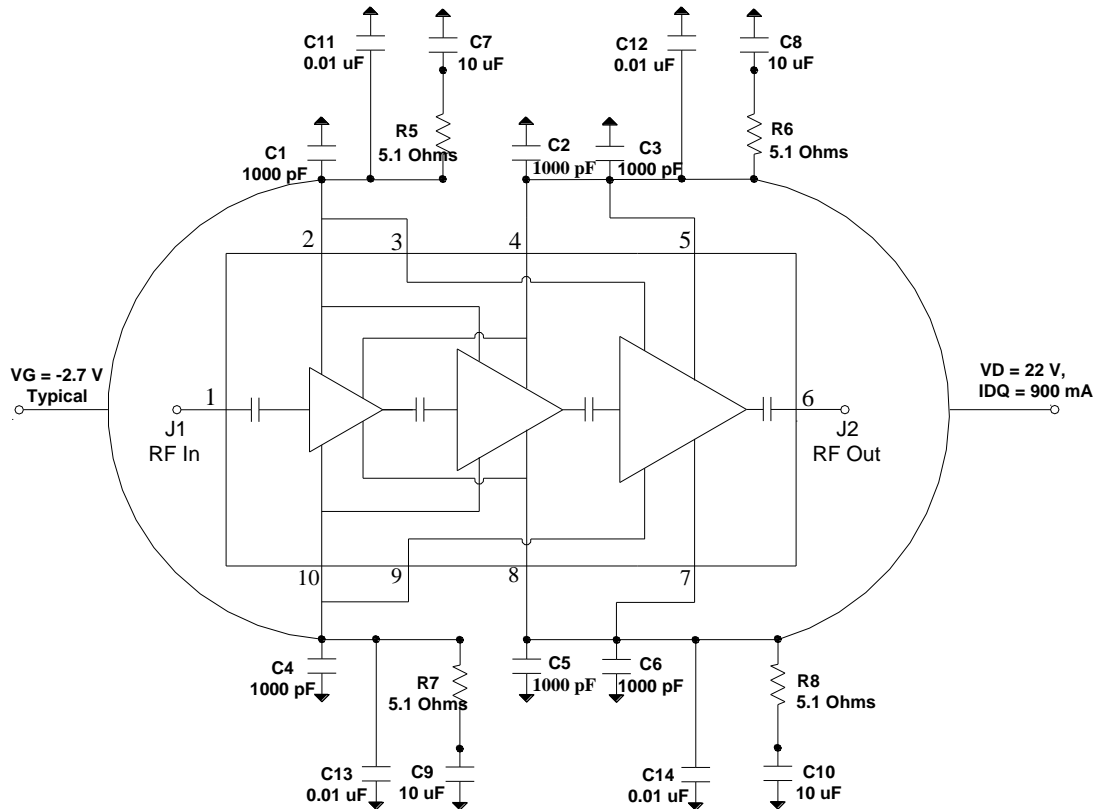 C11
0.01 uF
C7
10 uF
C12
0.01 uF
C8
10 uF
C1
1000 pF
R5
5.1 Ohms
C2
1000 pF
C3
1000 pF
R6
5.1 Ohms
2
3
4
5
VG = -2.7 V
Typical
1
J1
RF In
6
J2
RF Out
VD = 22 V,
IDQ = 900 mA
10
9
8
7
C4
1000 pF
R7
5.1 Ohms
C5
1000 pF
C6
1000 pF
R8
5.1 Ohms
C13
0.01 uF
C9
10 uF
C14
0.01 uF
C10
10 uF